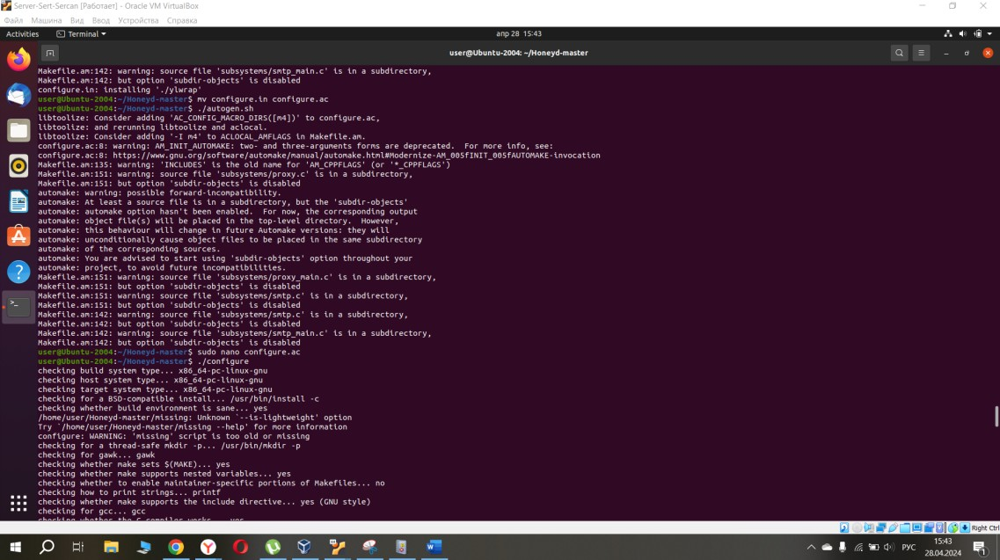 Server-Sert-Sercan [Работает] - Oracle VM VirtualBox
Файл Машина Вид Ввод Устройства Справка
Activities Terminal апр 28 15:43
user@Ubuntu-2004: ~/Honeyd-master
Makefile.am:142: warning: source file 'subsystems/smtp_main.c' is in a subdirectory,
Makefile.am:142: but option 'subdir-objects' is disabled
configure.in: installing './ylwrap'
user@Ubuntu-2004:~/Honeyd-master$ mv configure.in configure.ac
user@Ubuntu-2004:~/Honeyd-master$ ./autogen.sh
libtoolize: Consider adding 'AC_CONFIG_MACRO_DIRS([m4])' to configure.ac,
libtoolize: and rerunning libtoolize and aclocal.
libtoolize: Consider adding '-I m4' to ACLOCAL_AMFLAGS in Makefile.am.
configure.ac:8: warning: AM_INIT_AUTOMAKE: two- and three-arguments forms are deprecated.  For more info, see:
configure.ac:8: https://www.gnu.org/software/automake/manual/automake.html#Modernize-AM_005fINIT_005fAUTOMAKE-invocation
Makefile.am:135: warning: 'INCLUDES' is the old name for 'AM_CPPFLAGS' (or '*_CPPFLAGS')
Makefile.am:151: warning: source file 'subsystems/proxy.c' is in a subdirectory,
Makefile.am:151: but option 'subdir-objects' is disabled
automake: warning: possible forward-incompatibility.
automake: At least a source file is in a subdirectory, but the 'subdir-objects'
automake: automake option hasn't been enabled.  For now, the corresponding output
automake: object file(s) will be placed in the top-level directory.  However,
automake: this behaviour will change in future Automake versions: they will
automake: unconditionally cause object files to be placed in the same subdirectory
automake: of the corresponding sources.
automake: You are advised to start using 'subdir-objects' option throughout your
automake: project, to avoid future incompatibilities.
Makefile.am:151: warning: source file 'subsystems/proxy_main.c' is in a subdirectory,
Makefile.am:151: but option 'subdir-objects' is disabled
Makefile.am:151: warning: source file 'subsystems/smtp.c' is in a subdirectory,
Makefile.am:151: but option 'subdir-objects' is disabled
Makefile.am:142: warning: source file 'subsystems/smtp.c' is in a subdirectory,
Makefile.am:142: but option 'subdir-objects' is disabled
Makefile.am:142: warning: source file 'subsystems/smtp_main.c' is in a subdirectory,
Makefile.am:142: but option 'subdir-objects' is disabled
user@Ubuntu-2004:~/Honeyd-master$ sudo nano configure.ac
user@Ubuntu-2004:~/Honeyd-master$ ./configure
checking build system type... x86_64-pc-linux-gnu
checking host system type... x86_64-pc-linux-gnu
checking target system type... x86_64-pc-linux-gnu
checking for a BSD-compatible install... /usr/bin/install -c
checking whether build environment is sane... yes
/home/user/Honeyd-master/missing: Unknown `--is-lightweight' option
Try `/home/user/Honeyd-master/missing --help' for more information
configure: WARNING: 'missing' script is too old or missing
checking for a thread-safe mkdir -p... /usr/bin/mkdir -p
checking for gawk... gawk
checking whether make sets $(MAKE)... yes
checking whether make supports nested variables... yes
checking whether to enable maintainer-specific portions of Makefiles... no
checking how to print strings... printf
checking whether make supports the include directive... yes (GNU style)
checking for gcc... gcc
checking whether the C compiler works... yes
Right Ctrl
РУС
15:43
28.04.2024
1